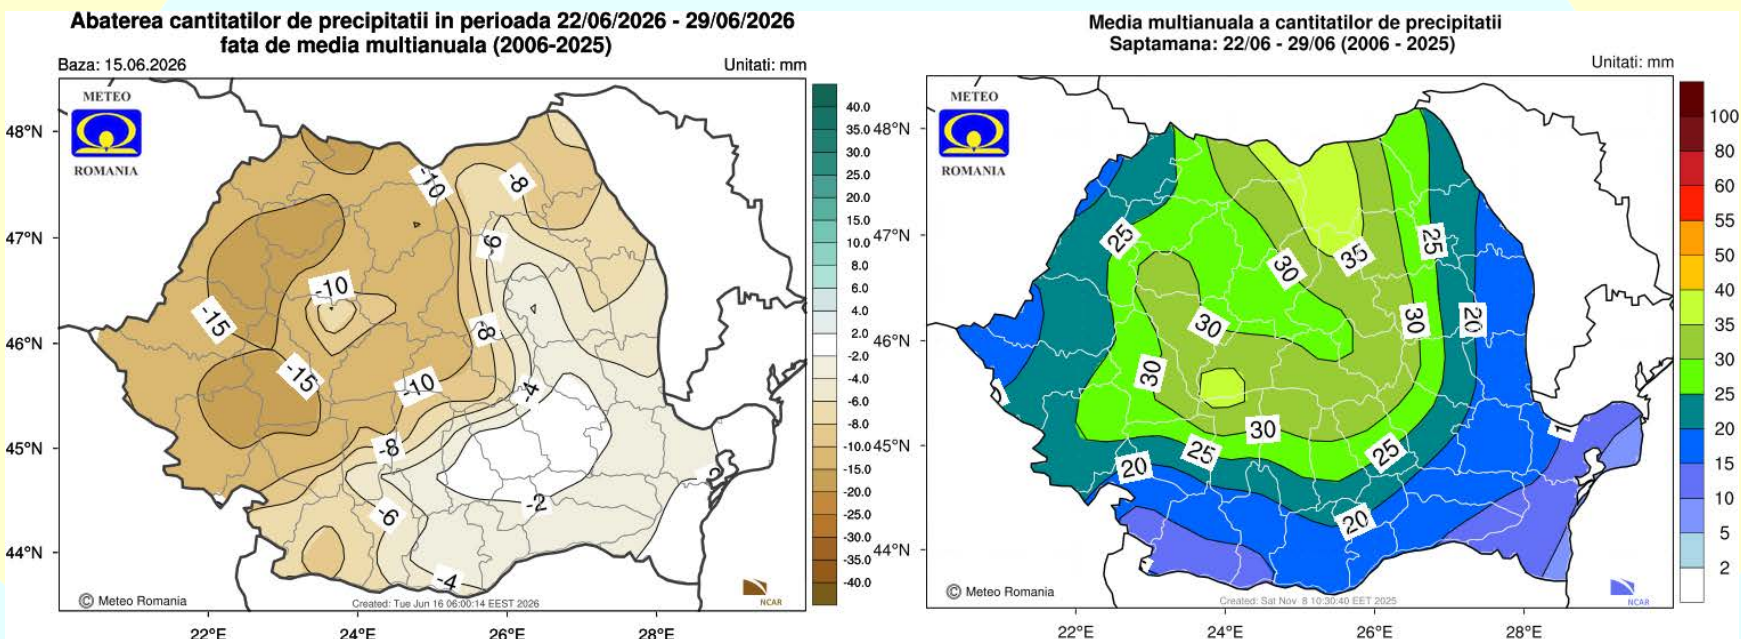 Abaterea cantitatilor de precipitatii in perioada 22/06/2026 - 29/06/2026
fata de media multianuala (2006-2025)
Baza: 15.06.2026
Unitati: mm
METEO
ROMANIA
48°N
47°N
46°N
45°N
44°N
22°E
24°E
26°E
28°E
-10
-8
-6
-10
-15
-8
-15
-10
-4
-8
-2
-2
-6
-4
40.0
35.0
30.0
25.0
20.0
15.0
10.0
8.0
6.0
4.0
2.0
-2.0
-4.0
-6.0
-8.0
-10.0
-15.0
-20.0
-25.0
-30.0
-35.0
-40.0
© Meteo Romania
Created: Tue Jun 16 06:00:14 EEST 2026
NCAR
Media multianuala a cantitatilor de precipitatii
Saptamana: 22/06 - 29/06 (2006 - 2025)
Unitati: mm
METEO
ROMANIA
48°N
47°N
46°N
45°N
44°N
22°E
24°E
26°E
28°E
25
25
35
30
30
30
20
30
30
25
25
20
20
1
100
80
60
55
50
40
35
30
25
20
15
10
5
2
© Meteo Romania
Created: Sat Nov 8 10:30:40 EET 2025
NCAR